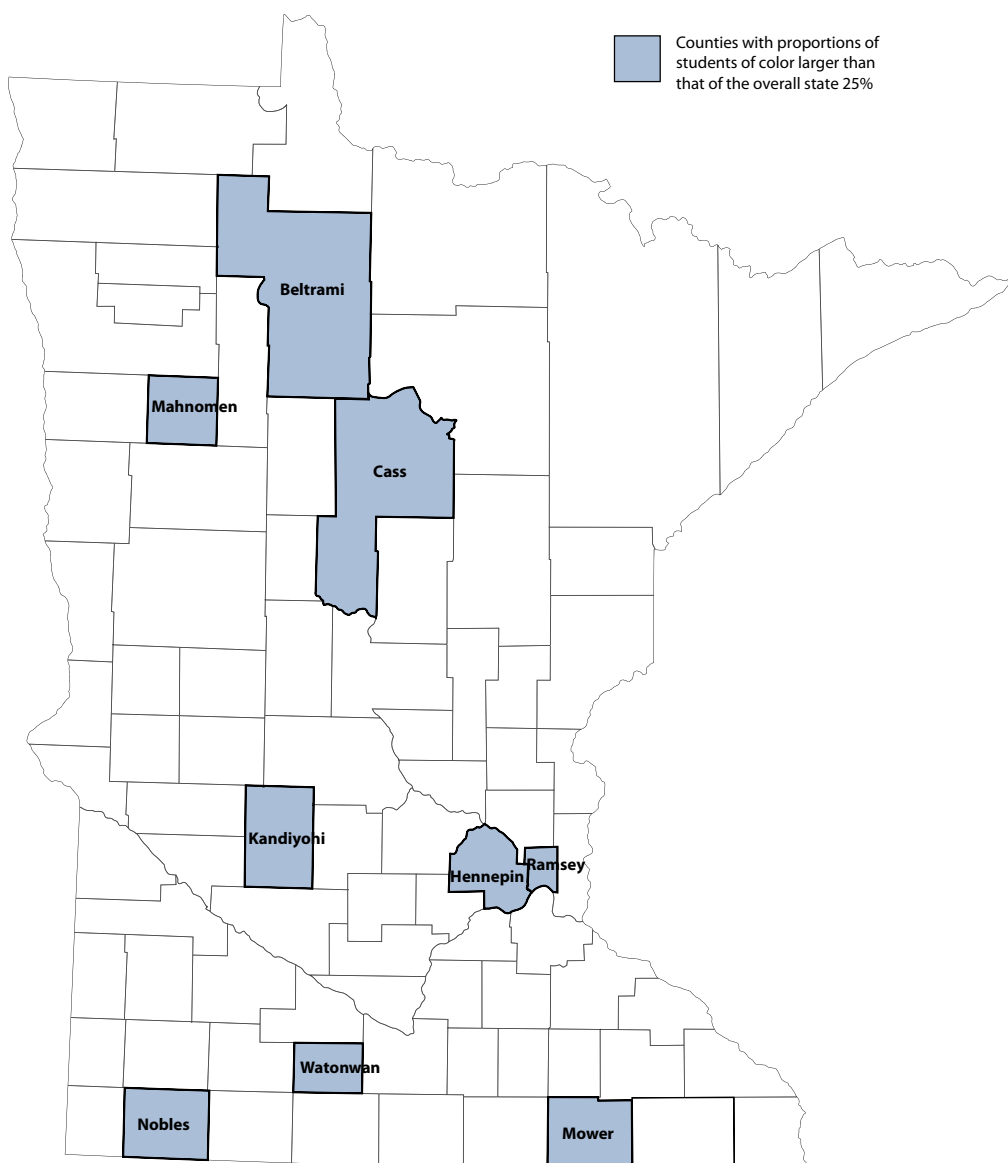 Counties with proportions of
students of color larger than
that of the overall state 25%
Beltrami
Mahnomen
Cass
Kandiyohi
Ramsey
Hennepin
Watonwan
Nobles
Mower